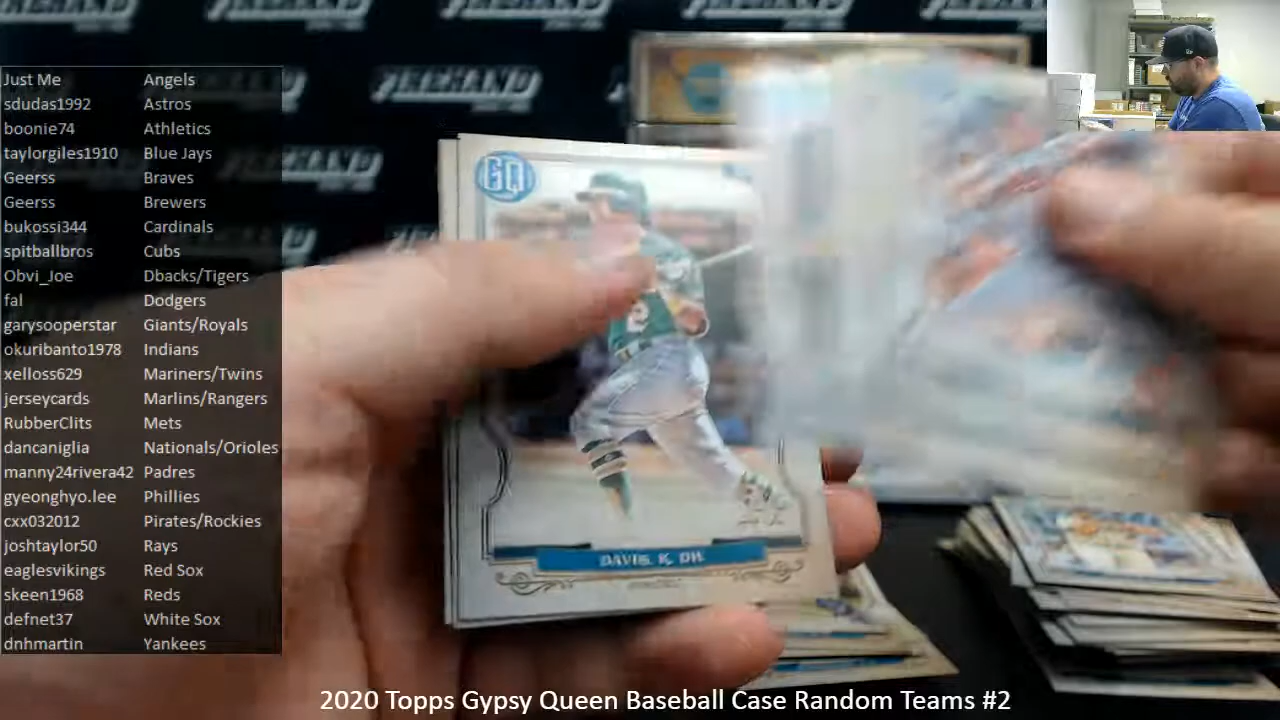 Just Me Angels
sdudas1992 Astros
boonie74 Athletics
taylorgiles1910 Blue Jays
Geerss Braves
Geerss Brewers
bukossi344 Cardinals
spitballbros Cubs
Obvi_Joe Dbacks/Tigers
fal Dodgers
garysooperstar Giants/Royals
okuribanto1978 Indians
xelloss629 Mariners/Twins
jerseycards Marlins/Rangers
RubberClits Mets
dancaniglia Nationals/Orioles
manny24rivera42 Padres
gyeonghyo.lee Phillies
cxx032012 Pirates/Rockies
joshtaylor50 Rays
eaglesvikings Red Sox
skeen1968 Reds
defnet37 White Sox
dnhmartin Yankees
GQ
2
DAVIS, K, DH
2020 Topps Gypsy Queen Baseball Case Random Teams #2